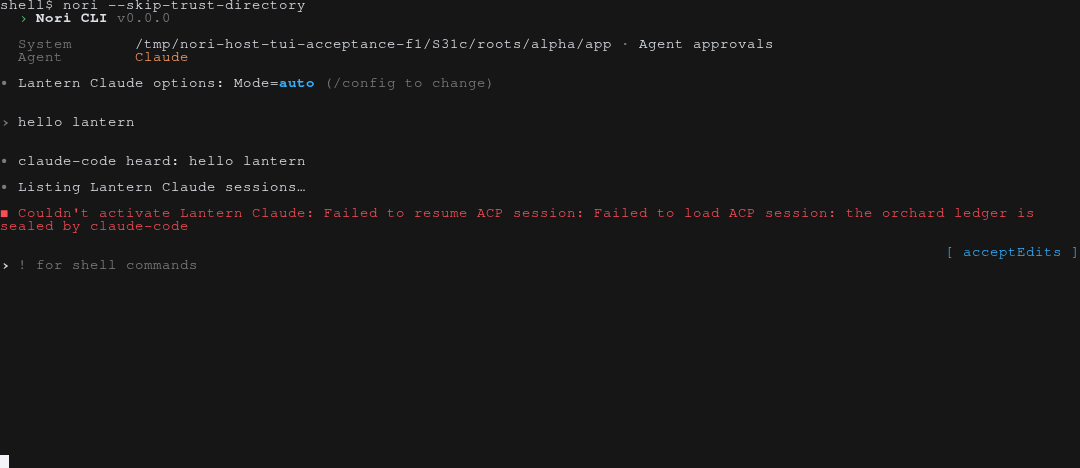 shell$ nori --skip-trust-directory
› Nori CLI v0.0.0
System /tmp/nori-host-tui-acceptance-f1/S31c/roots/alpha/app · Agent approvals
Agent Claude
• Lantern Claude options: Mode=auto (/config to change)
› hello lantern
• claude-code heard: hello lantern
• Listing Lantern Claude sessions…
■ Couldn't activate Lantern Claude: Failed to resume ACP session: Failed to load ACP session: the orchard ledger is
sealed by claude-code
[ acceptEdits ]
› ! for shell commands